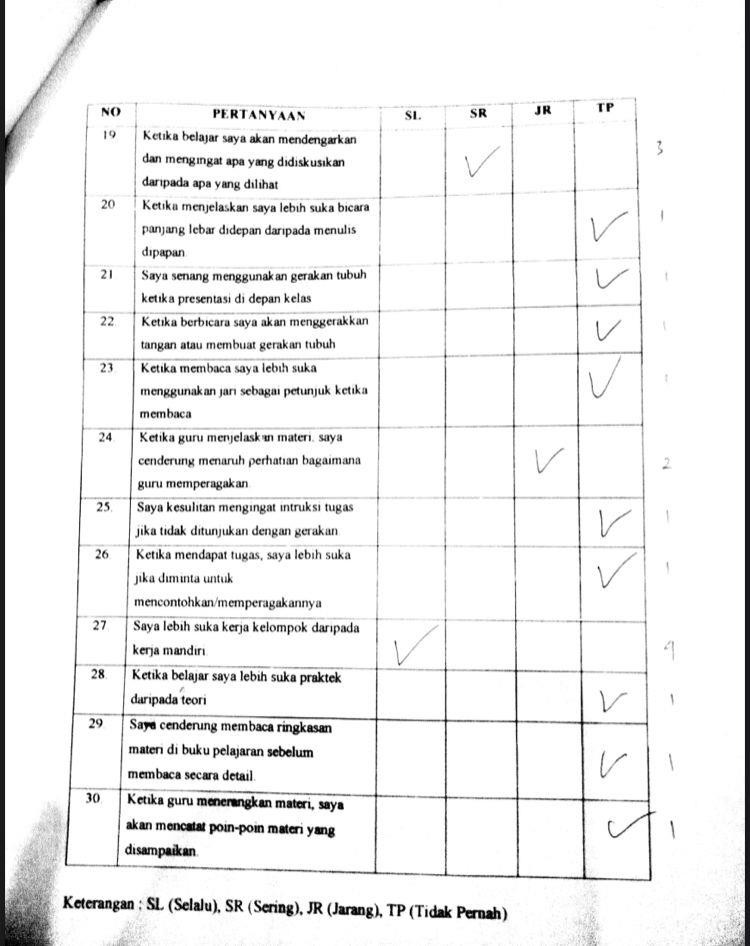 NO PERTANYAAN SL SR JR TP
19 Ketika belajar saya akan mendengarkan
dan mengingat apa yang didiskusikan
daripada apa yang dilihat
3
20 Ketika menjelaskan saya lebih suka bicara
panjang lebar didepan daripada menulis
dipapan
1
21 Saya senang menggunakan gerakan tubuh
ketika presentasi di depan kelas
1
22 Ketika berbicara saya akan menggerakkan
tangan atau membuat gerakan tubuh
1
23 Ketika membaca saya lebih suka
menggunakan jari sebagai petunjuk ketika
membaca
1
24. Ketika guru menjelaskan materi, saya
cenderung menaruh perhatian bagaimana
guru memperagakan
2
25. Saya kesulitan mengingat intruksi tugas
jika tidak ditunjukan dengan gerakan
1
26 Ketika mendapat tugas, saya lebih suka
jika diminta untuk
mencontohkan/memperagakannya
1
27 Saya lebih suka kerja kelompok daripada
kerja mandiri
4
28. Ketika belajar saya lebih suka praktek
daripada teori
1
29. Saya cenderung membaca ringkasan
materi di buku pelajaran sebelum
membaca secara detail.
1
30. Ketika guru menerangkan materi, saya
akan mencatat poin-poin materi yang
disampaikan.
1
Keterangan : SL (Selalu), SR (Sering), JR (Jarang), TP (Tidak Pernah)